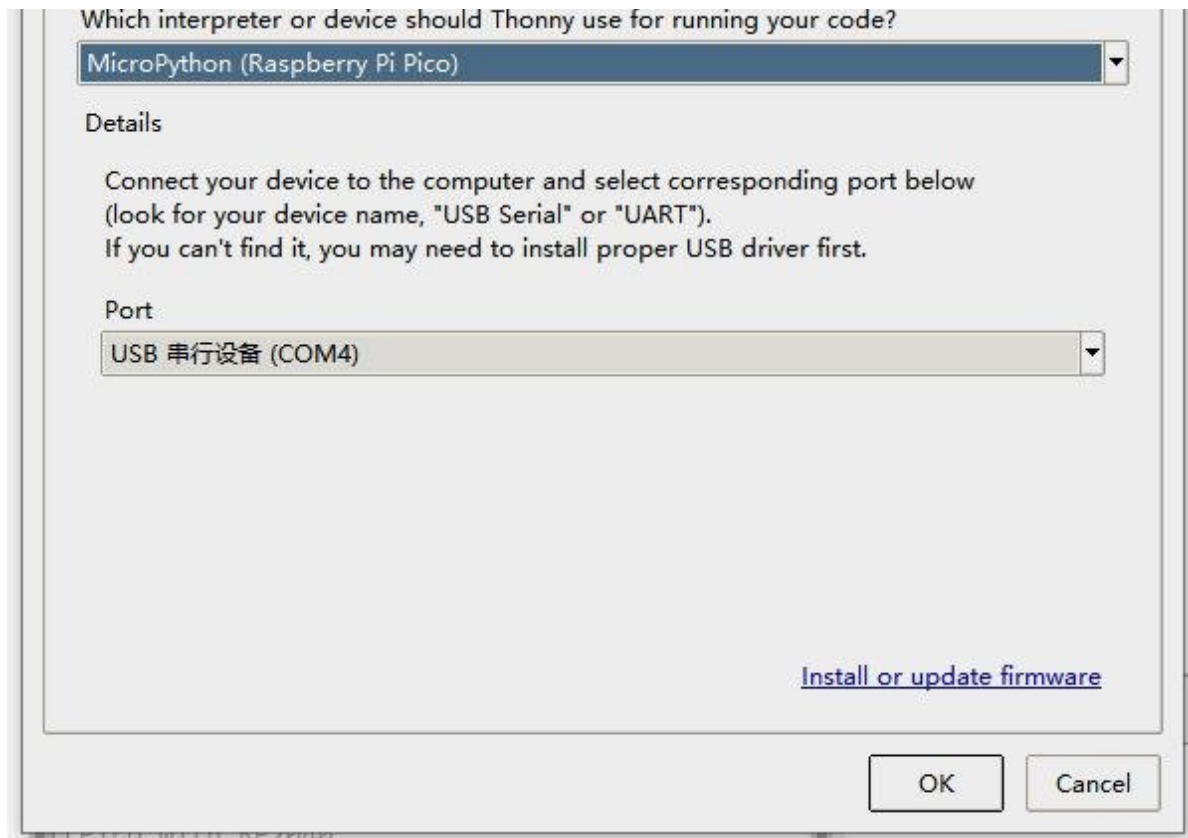 Which interpreter or device should Thonny use for running your code?
MicroPython (Raspberry Pi Pico)
Details
Connect your device to the computer and select corresponding port below
(look for your device name, "USB Serial" or "UART").
If you can't find it, you may need to install proper USB driver first.
Port
USB 串行设备 (COM4)
Install or update firmware
OK
Cancel